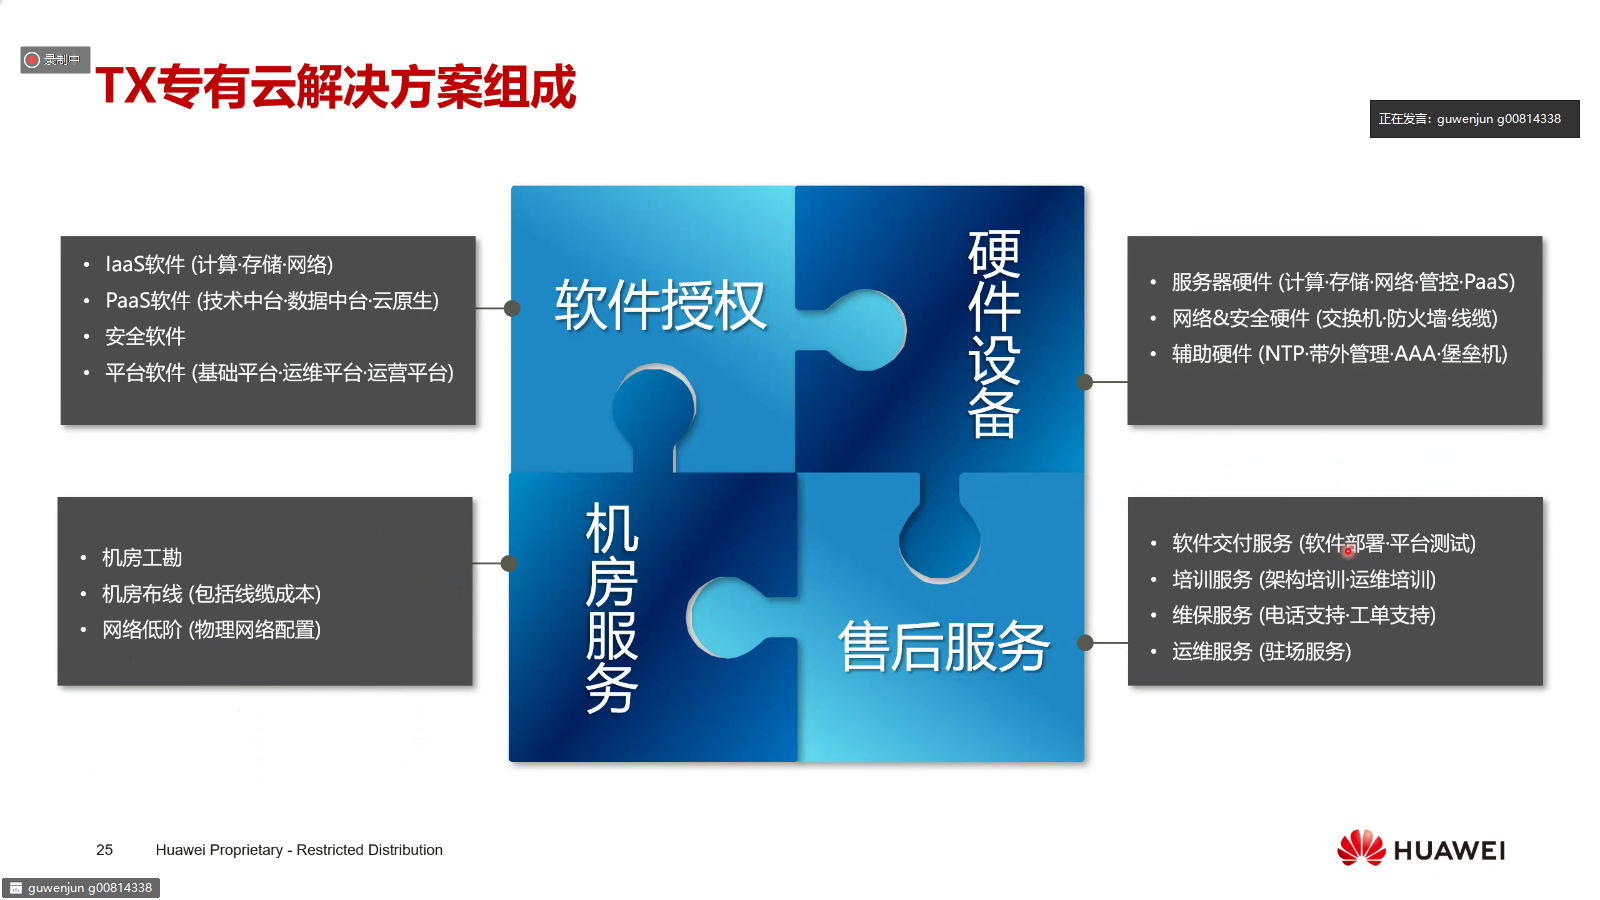 录制中
TX专有云解决方案组成
正在发言: guwenjun g00814338
• IaaS软件 (计算·存储·网络)
• PaaS软件 (技术中台·数据中台·云原生)
• 安全软件
• 平台软件 (基础平台·运维平台·运营平台)
软件授权
硬件设备
• 服务器硬件 (计算·存储·网络·管控·PaaS)
• 网络&安全硬件 (交换机·防火墙·线缆)
• 辅助硬件 (NTP·带外管理·AAA·堡垒机)
• 机房工勘
• 机房布线 (包括线缆成本)
• 网络低阶 (物理网络配置)
机房服务
售后服务
• 软件交付服务 (软件部署·平台测试)
• 培训服务 (架构培训·运维培训)
• 维保服务 (电话支持·工单支持)
• 运维服务 (驻场服务)
25 Huawei Proprietary - Restricted Distribution
HUAWEI
guwenjun g00814338